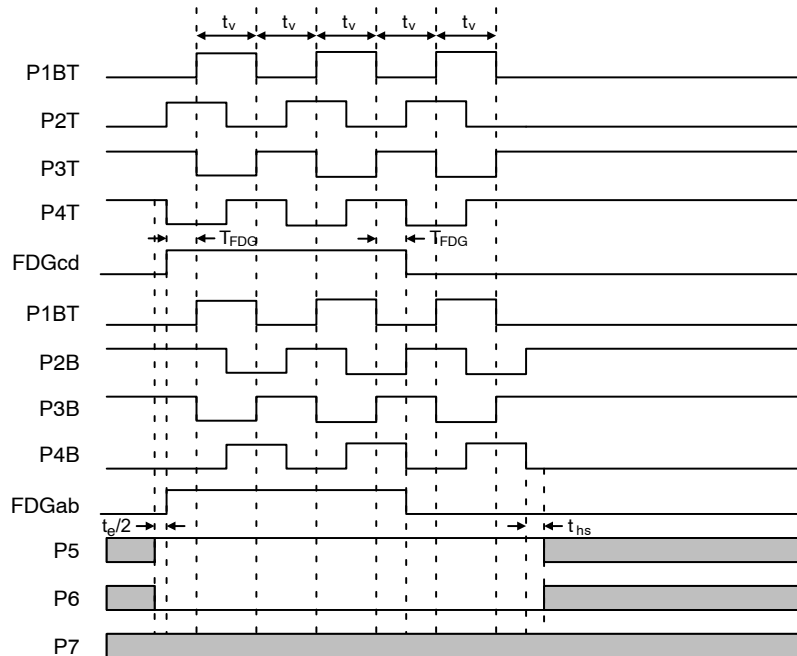 tv tv tv tv tv
P1BT
P2T
P3T
P4T
TFDG TFDG
FDGcd
P1BT
P2B
P3B
P4B
FDGab
te/2 ths
P5
P6
P7